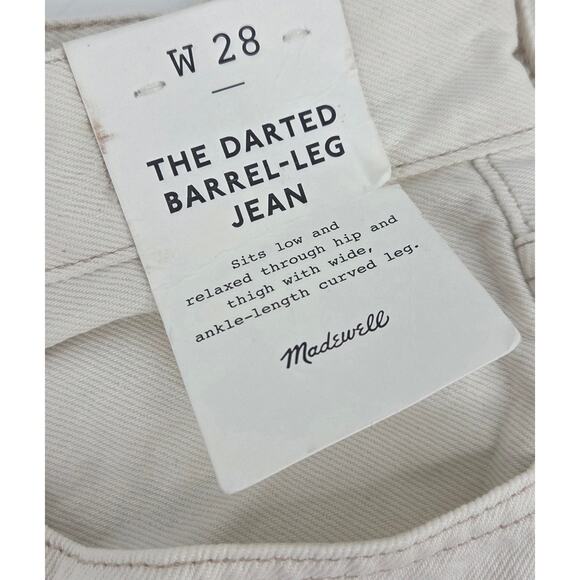 W 28
THE DARTED
BARREL-LEG
JEAN
Sits low and
relaxed through hip and
thigh with wide,
ankle-length curved leg.
Madewell